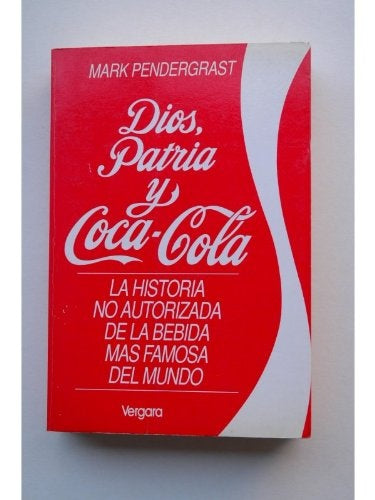 MARK PENDERGRAST
Dios,
Patria
y
Coca-Cola
LA HISTORIA
NO AUTORIZADA
DE LA BEBIDA
MAS FAMOSA
DEL MUNDO
Vergara